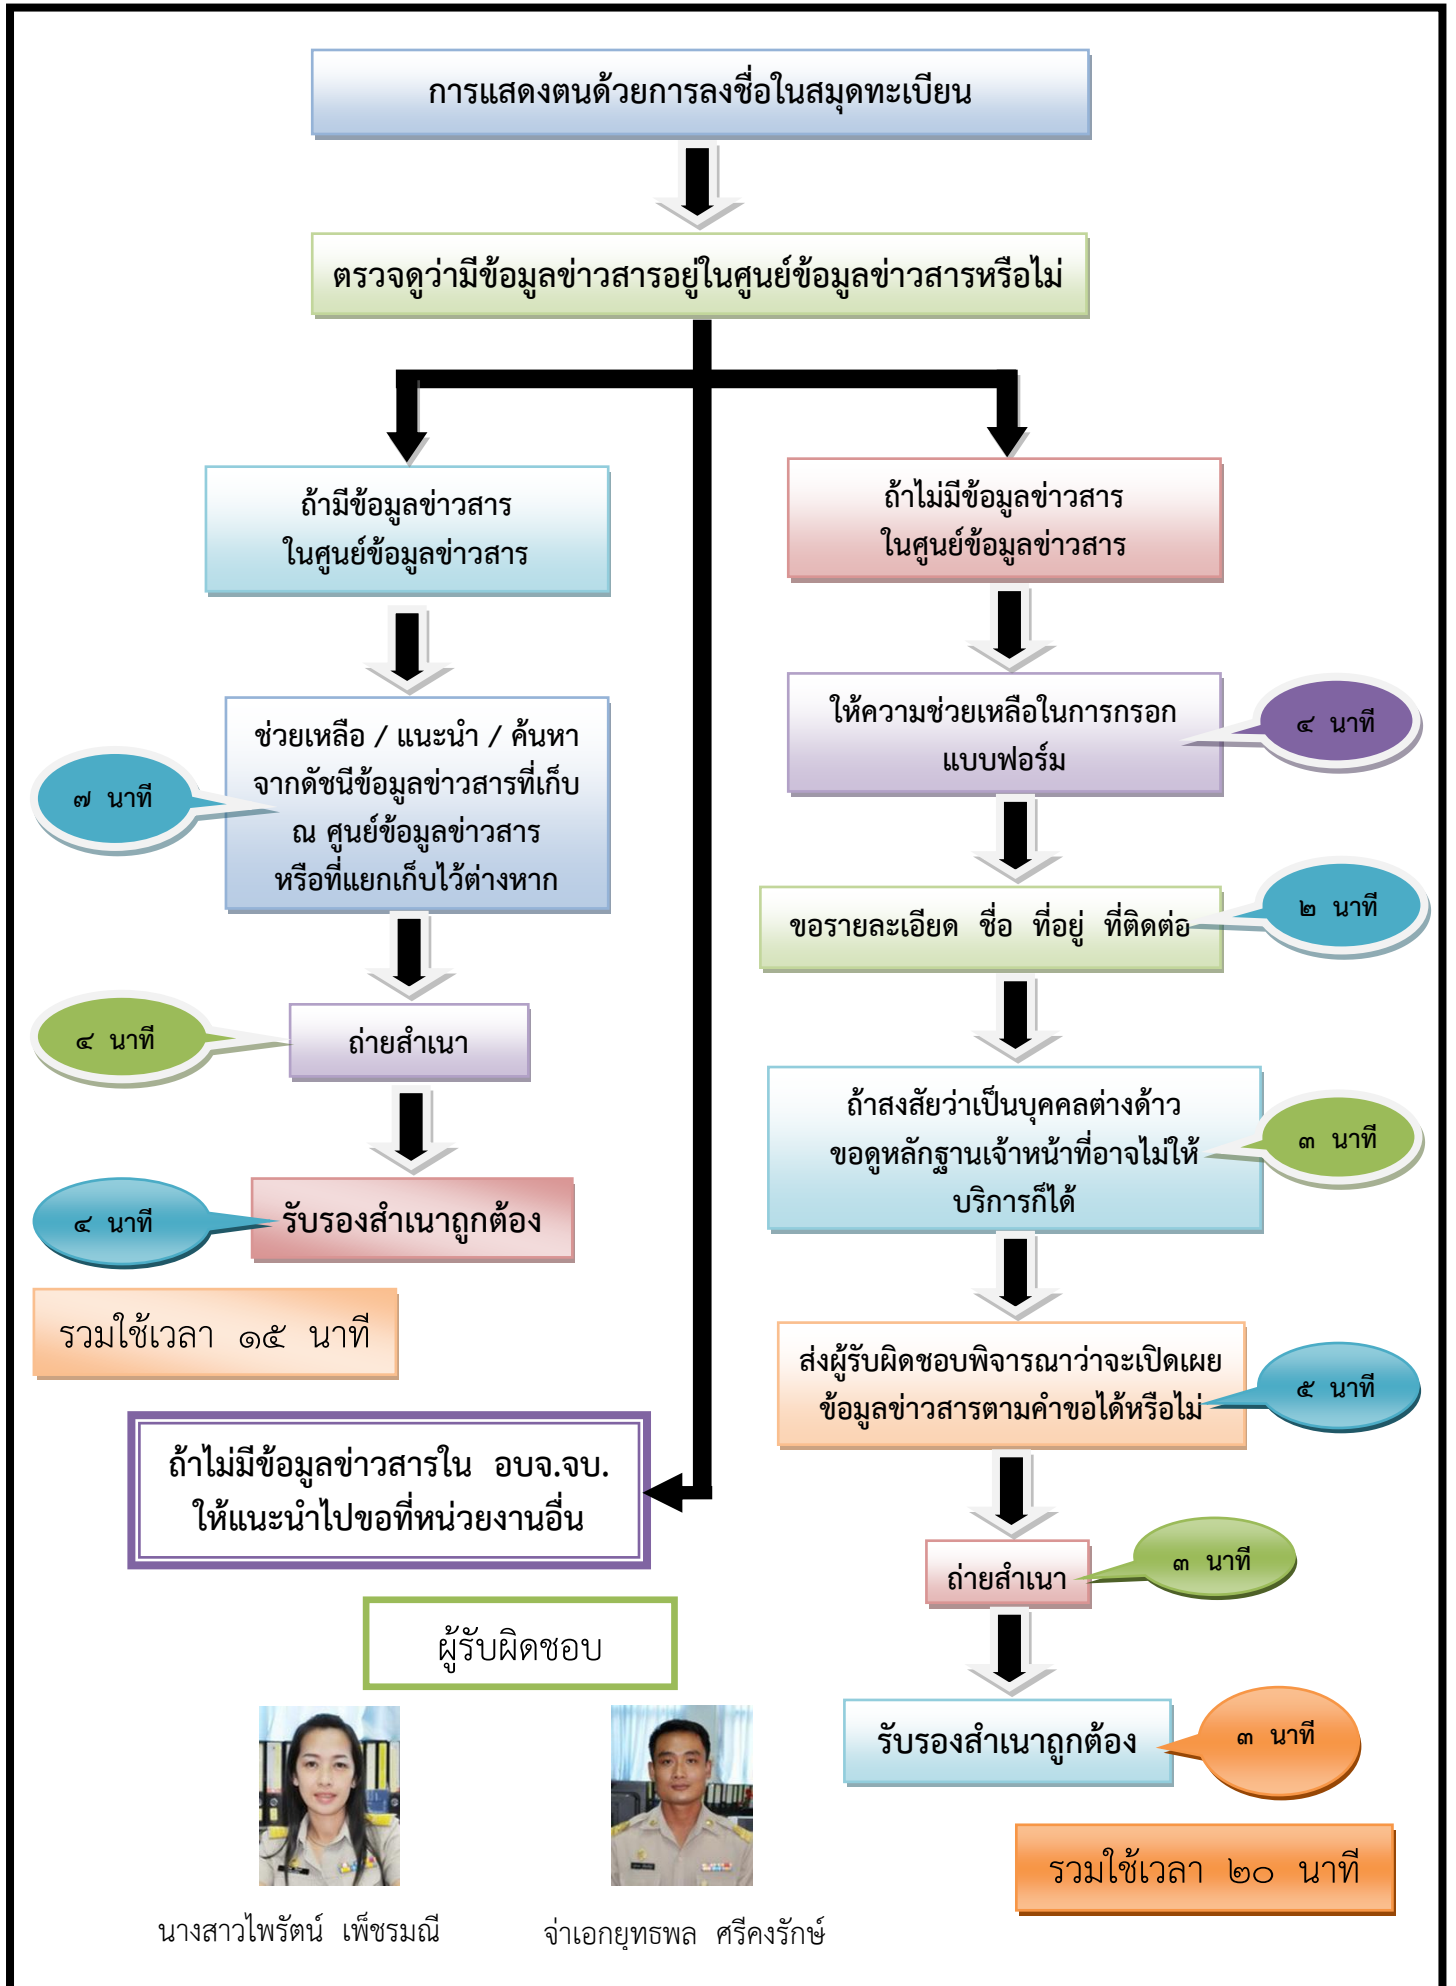 การแสดงตนด้วยการลงชื่อในสมุดทะเบียน
ตรวจดูว่ามีข้อมูลข่าวสารอยู่ในศูนย์ข้อมูลข่าวสารหรือไม่
ถ้ามีข้อมูลข่าวสาร
ในศูนย์ข้อมูลข่าวสาร
ช่วยเหลือ / แนะนำ / ค้นหา
จากดัชนีข้อมูลข่าวสารที่เก็บ
ณ ศูนย์ข้อมูลข่าวสาร
หรือที่แยกเก็บไว้ต่างหาก
๗ นาที
ถ่ายสำเนา
๔ นาที
รับรองสำเนาถูกต้อง
๔ นาที
รวมใช้เวลา ๑๕ นาที
ถ้าไม่มีข้อมูลข่าวสาร
ในศูนย์ข้อมูลข่าวสาร
ให้ความช่วยเหลือในการกรอก
แบบฟอร์ม
๔ นาที
ขอรายละเอียด ชื่อ ที่อยู่ ที่ติดต่อ
๒ นาที
ถ้าสงสัยว่าเป็นบุคคลต่างด้าว
ขอดูหลักฐานเจ้าหน้าที่อาจไม่ให้
บริการก็ได้
๓ นาที
ส่งผู้รับผิดชอบพิจารณาว่าจะเปิดเผย
ข้อมูลข่าวสารตามคำขอได้หรือไม่
๕ นาที
ถ่ายสำเนา
๓ นาที
รับรองสำเนาถูกต้อง
๓ นาที
รวมใช้เวลา ๒๐ นาที
ถ้าไม่มีข้อมูลข่าวสารใน อบจ.จบ.
ให้แนะนำไปขอที่หน่วยงานอื่น
ผู้รับผิดชอบ
นางสาวไพรัตน์ เพ็ชรมณี
จ่าเอกยุทธพล ศรีคงรักษ์